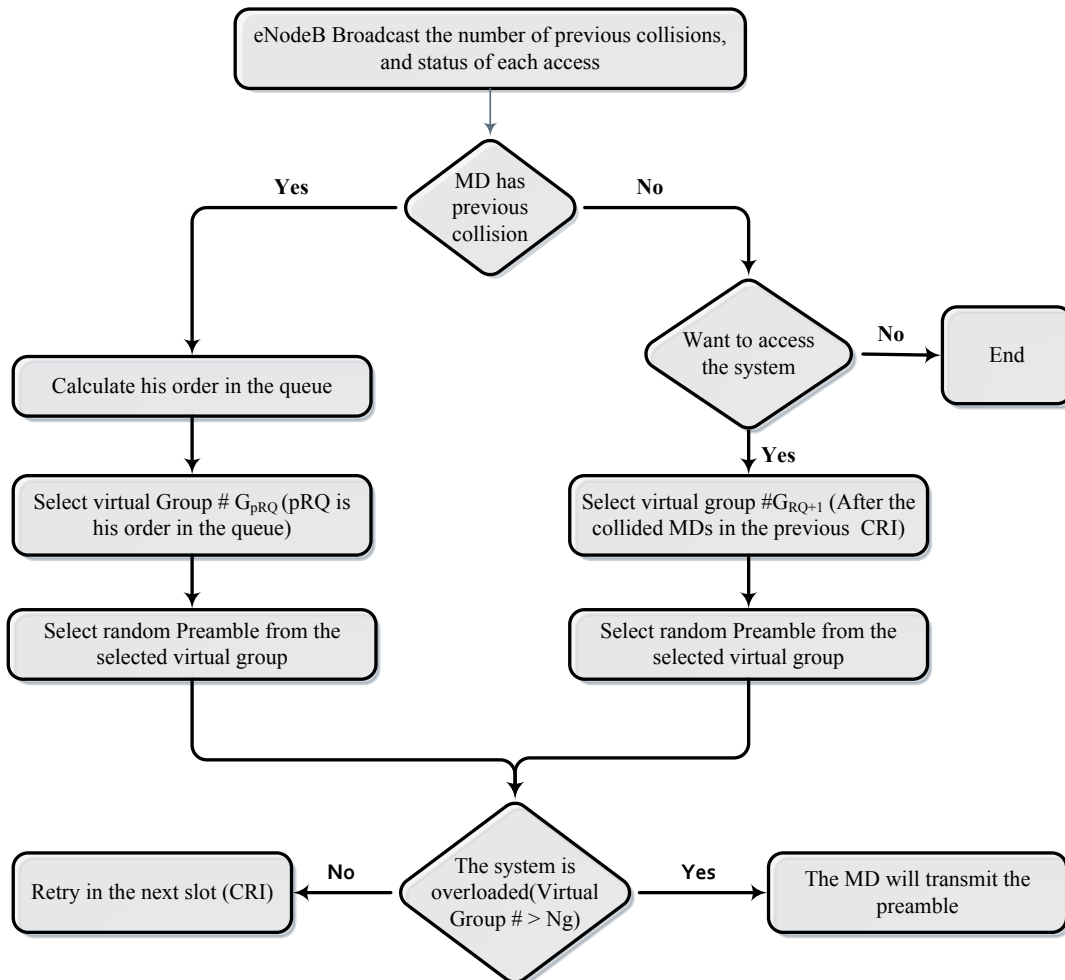 eNodeB Broadcast the number of previous collisions,
and status of each access
MD has
previous
collision
Yes
No
Want to access
the system
No
End
Yes
Calculate his order in the queue
Select virtual Group # GpRQ (pRQ is
his order in the queue)
Select random Preamble from the
selected virtual group
Select virtual group #GRQ+1 (After the
collided MDs in the previous CRI)
Select random Preamble from the
selected virtual group
The system is
overloaded(Virtual
Group # > Ng)
No
Retry in the next slot (CRI)
Yes
The MD will transmit the
preamble